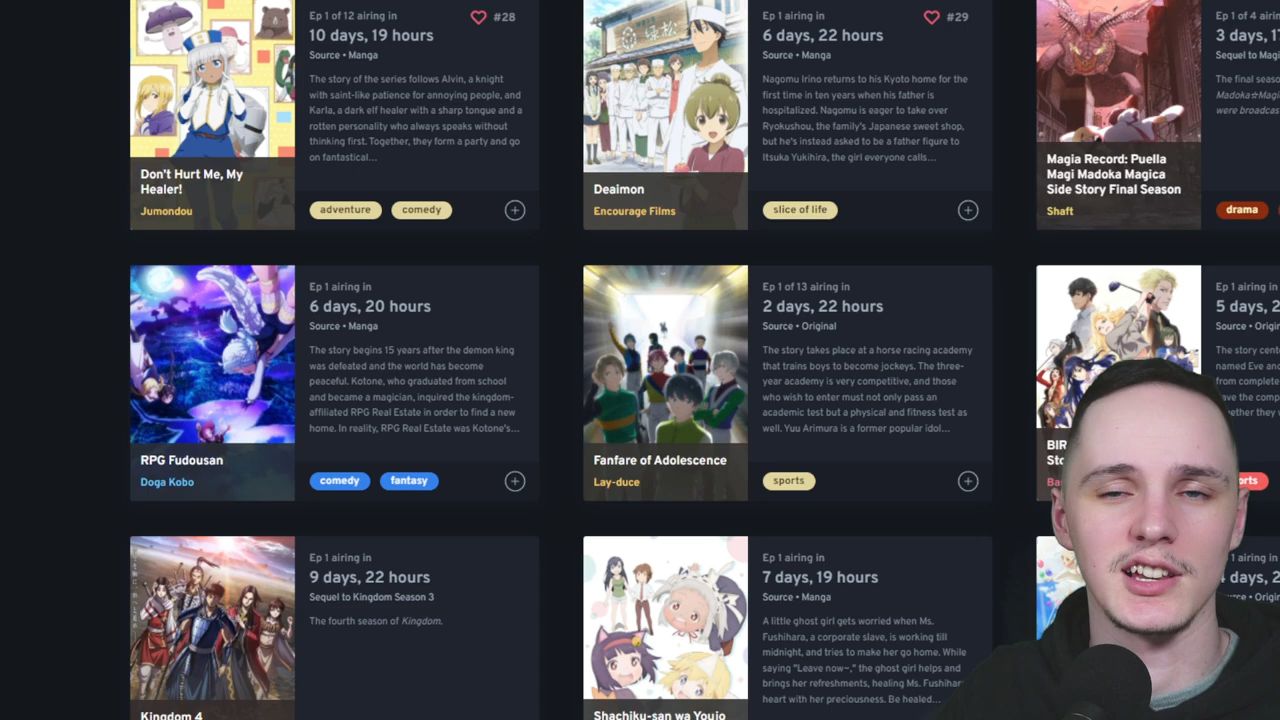 Ep 1 of 12 airing in
#28
10 days, 19 hours
Source • Manga
The story of the series follows Alvin, a knight
with saint-like patience for annoying people, and
Karla, a dark elf healer with a sharp tongue and a
rotten personality who always speaks without
thinking first. Together, they form a party and go
on fantastical...
Don't Hurt Me, My
Healer!
Jumondou
adventure
comedy
Ep 1 airing in
#29
6 days, 22 hours
Source • Manga
Nagomu Irino returns to his Kyoto home for the
first time in ten years when his father is
hospitalized. Nagomu is eager to take over
Ryokushou, the family's Japanese sweet shop,
but he's instead asked to be a father figure to
Itsuka Yukihira, the girl everyone calls...
緑松
Deaimon
Encourage Films
slice of life
Ep 1 of 4 airing
3 days, 1
Sequel to Magi
The final seaso
Madoka☆Magi
were broadcas
Magia Record: Puella
Magi Madoka Magica
Side Story Final Season
Shaft
drama
Ep 1 airing in
6 days, 20 hours
Source • Manga
The story begins 15 years after the demon king
was defeated and the world has become
peaceful. Kotone, who graduated from school
and became a magician, inquired the kingdom-
affiliated RPG Real Estate in order to find a new
home. In reality, RPG Real Estate was Kotone's...
RPG Fudousan
Doga Kobo
comedy
fantasy
Ep 1 of 13 airing in
2 days, 22 hours
Source • Original
The story takes place at a horse racing academy
that trains boys to become jockeys. The three-
year academy is very competitive, and those
who wish to enter must not only pass an
academic test but a physical and fitness test as
well. Yuu Arimura is a former popular idol...
Fanfare of Adolescence
Lay-duce
sports
Ep 1 airing in
5 days, 2
Source • Origi
The story cent
named Eve and
from complete
ave the comp
ether they
BIR
Sto
Ba
orts
Ep 1 airing in
9 days, 22 hours
Sequel to Kingdom Season 3
The fourth season of Kingdom.
Kingdom 4
Ep 1 airing in
7 days, 19 hours
Source • Manga
A little ghost girl gets worried when Ms.
Fushihara, a corporate slave, is working till
midnight, and tries to make her go home. While
saying "Leave now~," the ghost girl helps and
brings her refreshments, healing Ms. Fushihar
heart with her preciousness. Be healed...
Shachiku-san wa Youjo
1 airing in
days, 2
ource • Origi